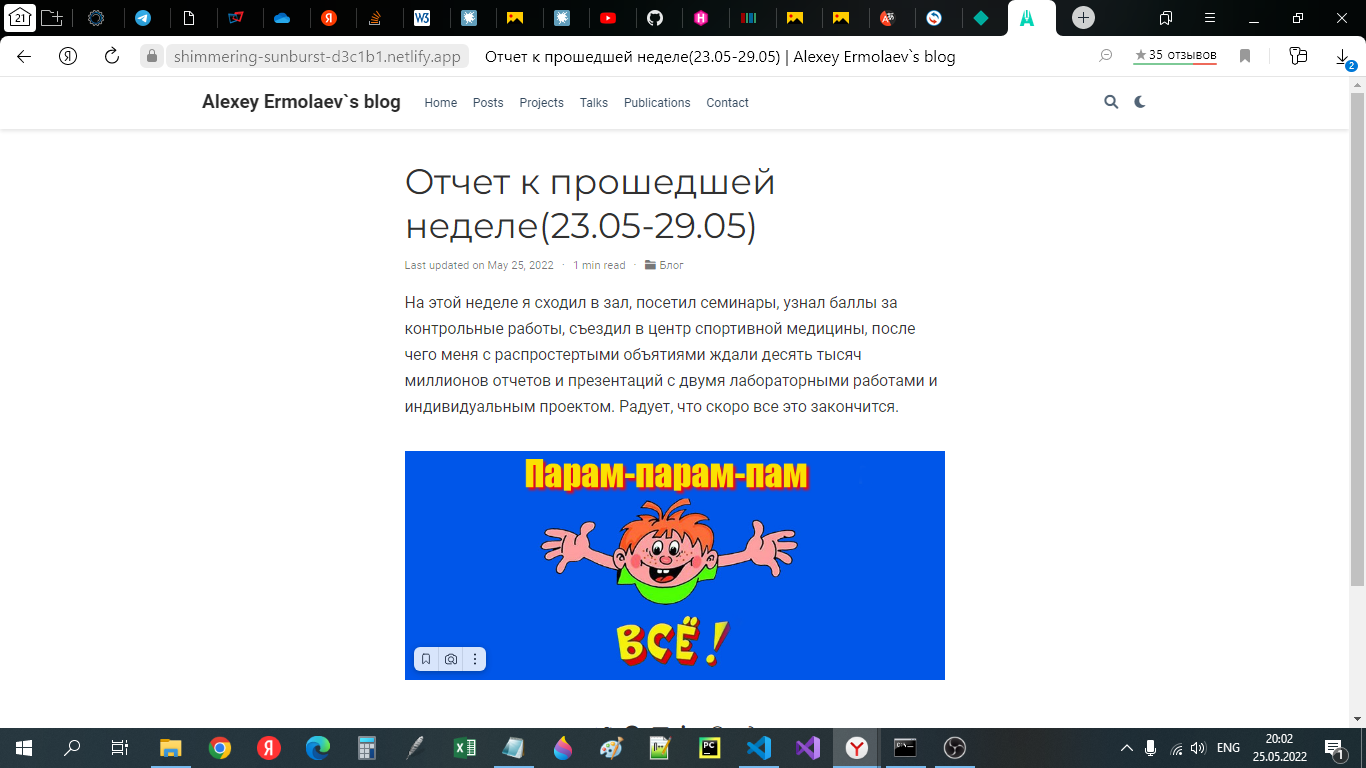 21
W3
shimmering-sunburst-d3c1b1.netlify.app
Отчет к прошедшей неделе(23.05-29.05) | Alexey Ermolaev`s blog
35 отзывов
2
Alexey Ermolaev`s blog
Home
Posts
Projects
Talks
Publications
Contact
Отчет к прошедшей
неделе(23.05-29.05)
Last updated on May 25, 2022 · 1 min read · Блог
На этой неделе я сходил в зал, посетил семинары, узнал баллы за
контрольные работы, съездил в центр спортивной медицины, после
чего меня с распростертыми объятиями ждали десять тысяч
миллионов отчетов и презентаций с двумя лабораторными работами и
индивидуальным проектом. Радует, что скоро все это закончится.
Парам-парам-пам
ВСЁ!
ENG
20:02
25.05.2022
1